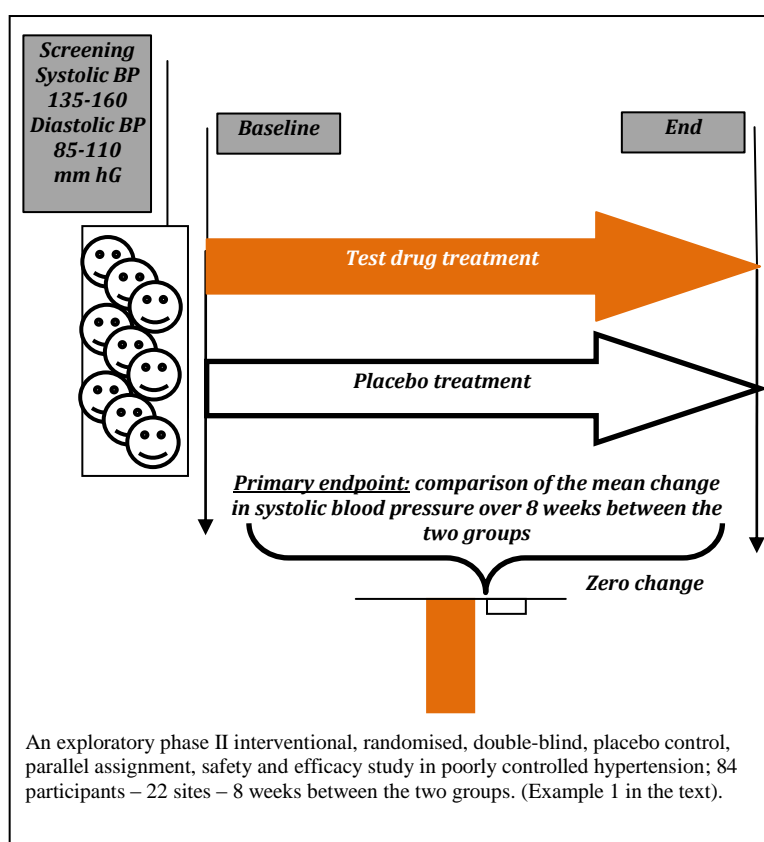 Screening
Systolic BP
135-160
Diastolic BP
85-110
mm hG
Baseline
End
Test drug treatment
Placebo treatment
Primary endpoint: comparison of the mean change
in systolic blood pressure over 8 weeks between the
two groups
Zero change
An exploratory phase II interventional, randomised, double-blind, placebo control,
parallel assignment, safety and efficacy study in poorly controlled hypertension; 84
participants – 22 sites – 8 weeks between the two groups. (Example 1 in the text).